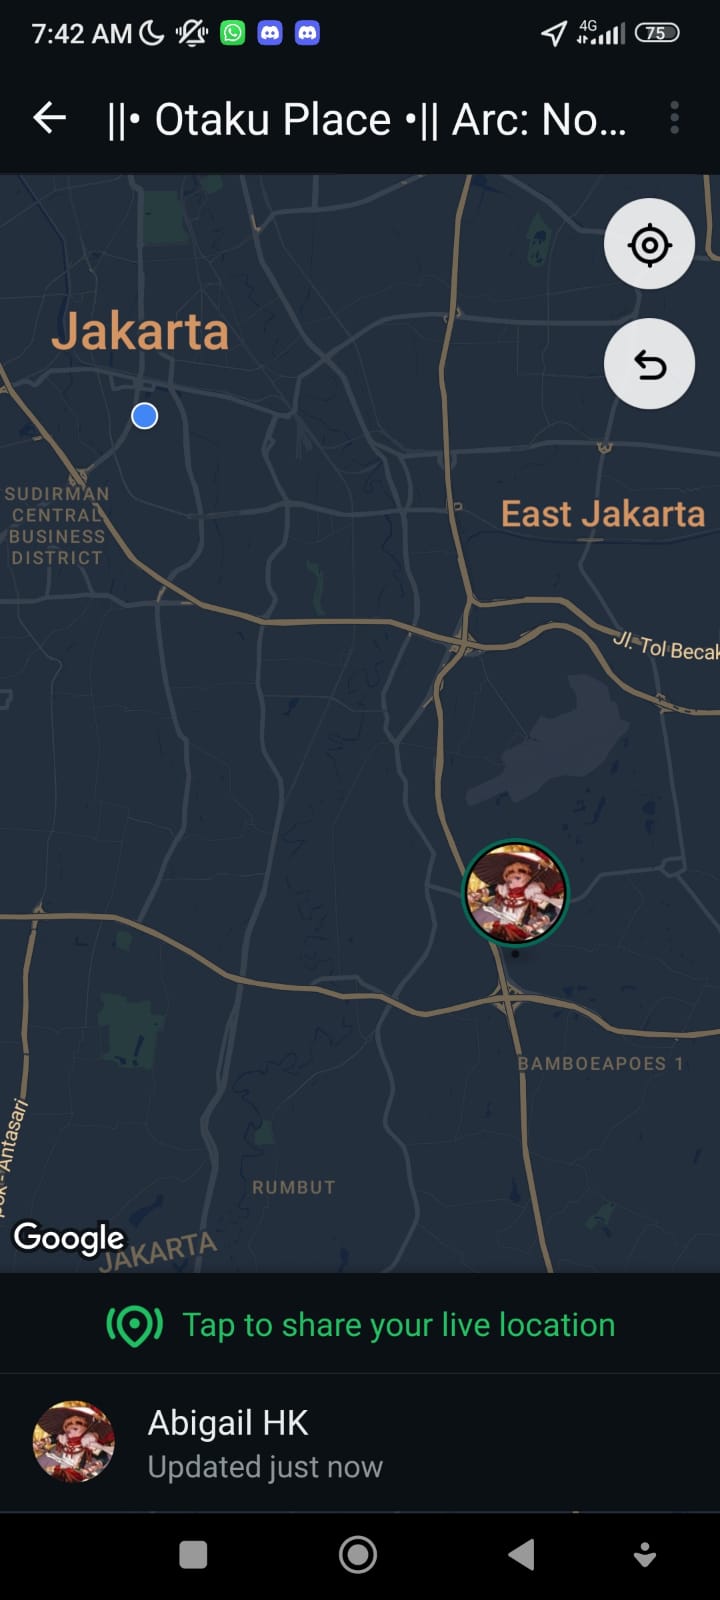 7:42 AM
4G
75
||• Otaku Place •|| Arc: No...
Jakarta
SUDIRMAN
CENTRAL
BUSINESS
DISTRICT
East Jakarta
Jl. Tol Becak
BAMBOEAPOES 1
- Antasari
RUMBUT
Google
JAKARTA
Tap to share your live location
Abigail HK
Updated just now